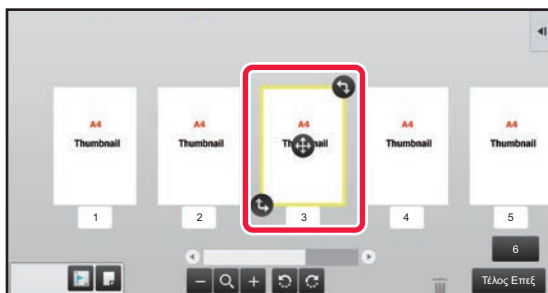 A4 A4 A4 A4 A4
Thumbnail Thumbnail Thumbnail Thumbnail Thumbnail
1 2 3 4 5
6
Τέλος Επεξ